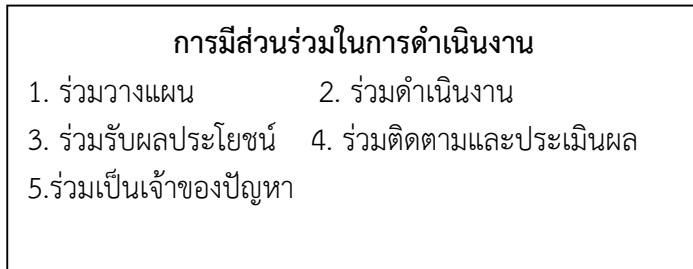 การมีส่วนร่วมในการดำเนินงาน
1. ร่วมวางแผน 2. ร่วมดำเนินงาน
3. ร่วมรับผลประโยชน์ 4. ร่วมติดตามและประเมินผล
5.ร่วมเป็นเจ้าของปัญหา